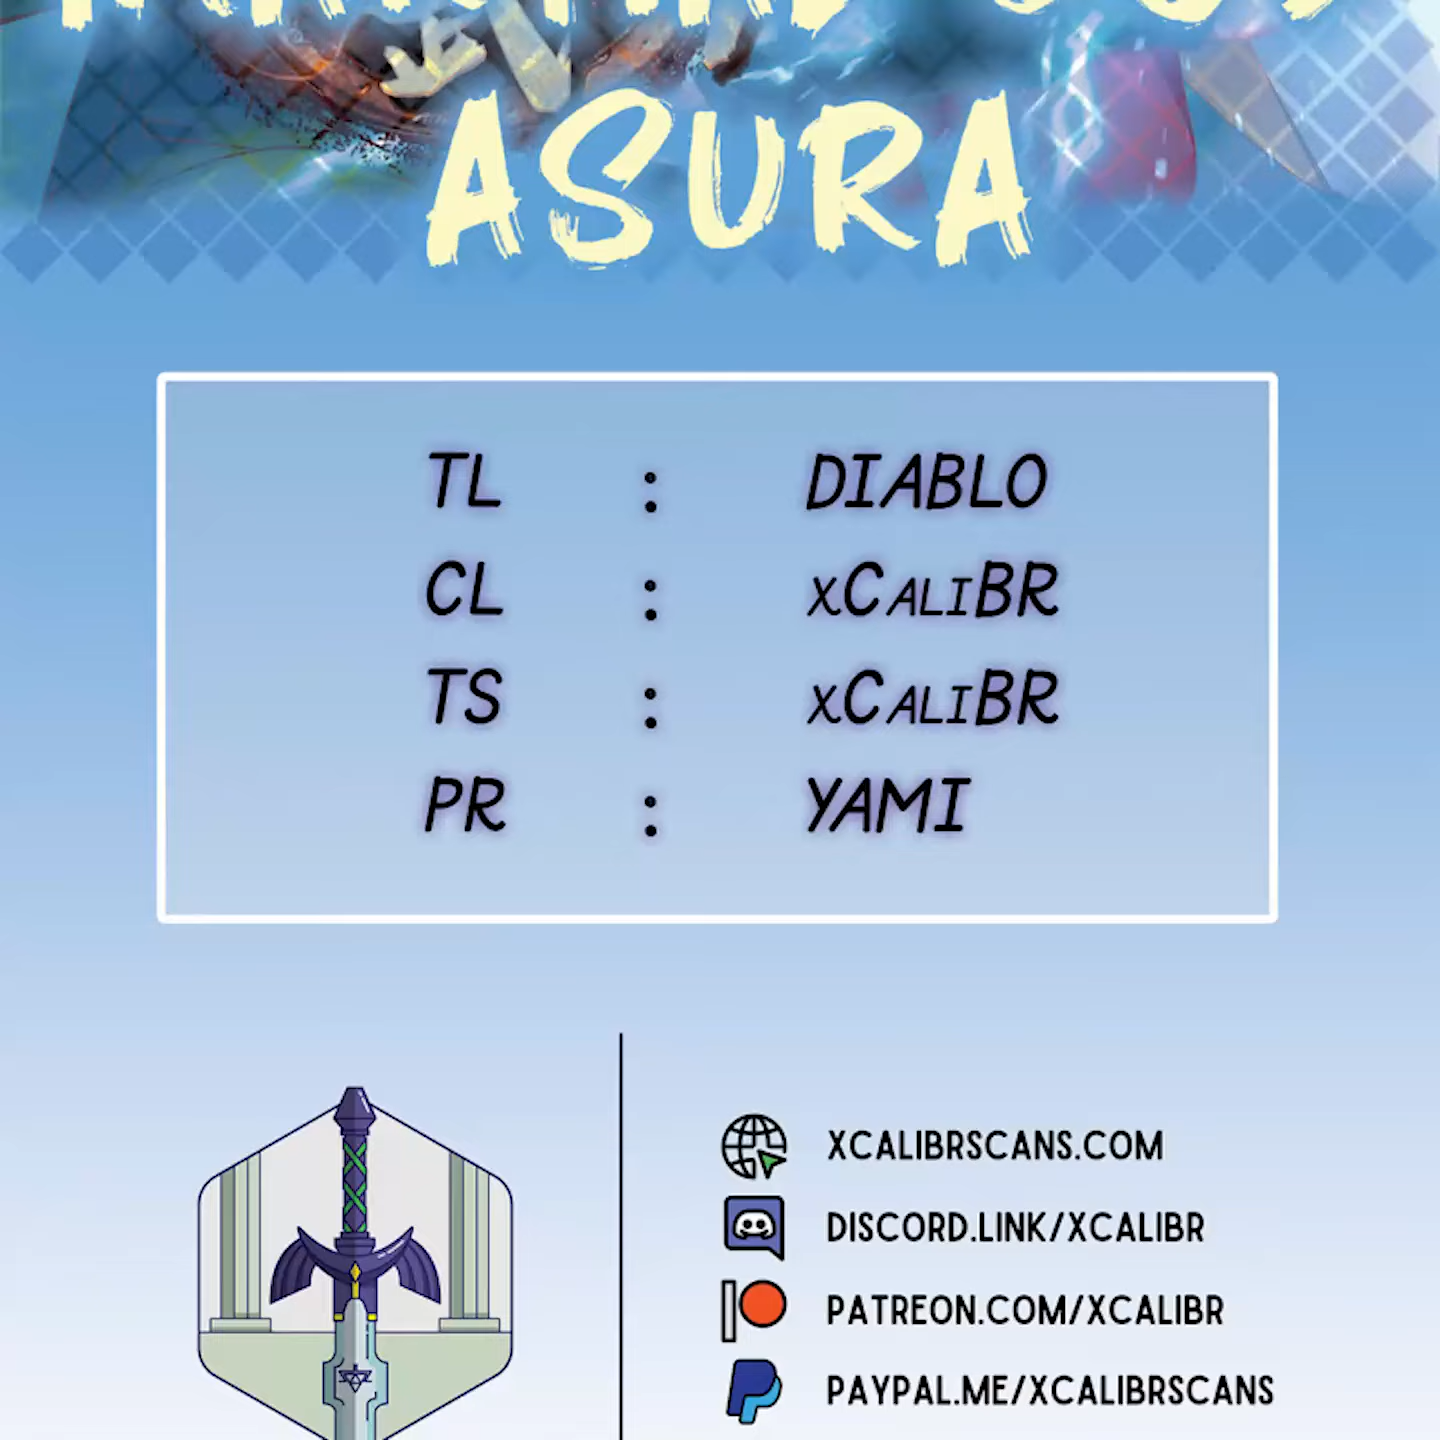 ASURA
TL : DIABLO
CL : xCALIBR
TS : xCALIBR
PR : YAMI
XCALIBRSCANS.COM
DISCORD.LINK/XCALIBR
PATREON.COM/XCALIBR
PAYPAL.ME/XCALIBRSCANS